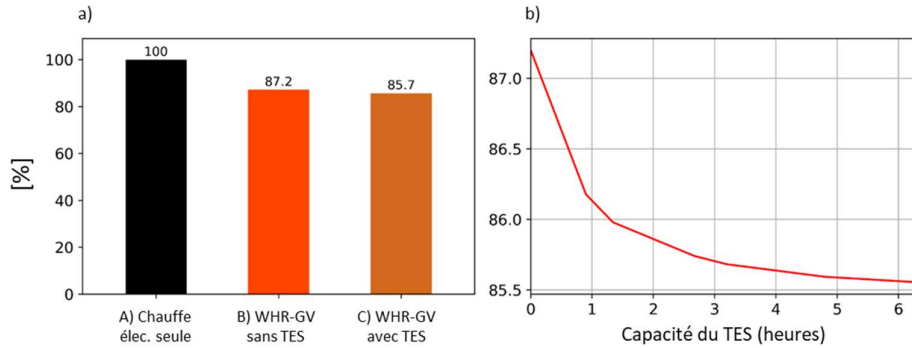 a)
100
87.2
85.7
100
80
60
40
20
0
[%]
A) Chauffe
élec. seule
B) WHR-GV
sans TES
C) WHR-GV
avec TES
b)
87.0
86.5
86.0
85.5
0 1 2 3 4 5 6
Capacité du TES (heures)